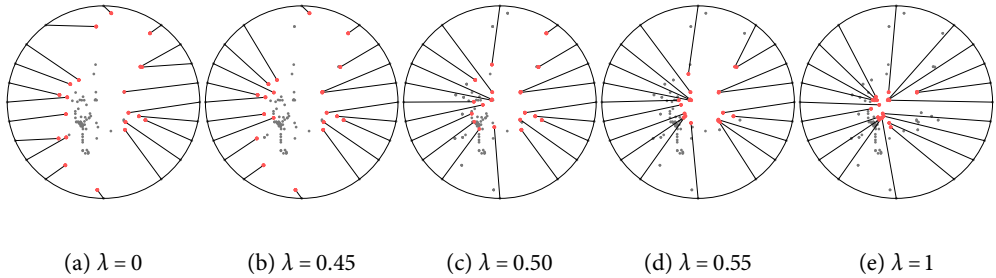 (a) λ = 0 (b) λ = 0.45 (c) λ = 0.50 (d) λ = 0.55 (e) λ = 1